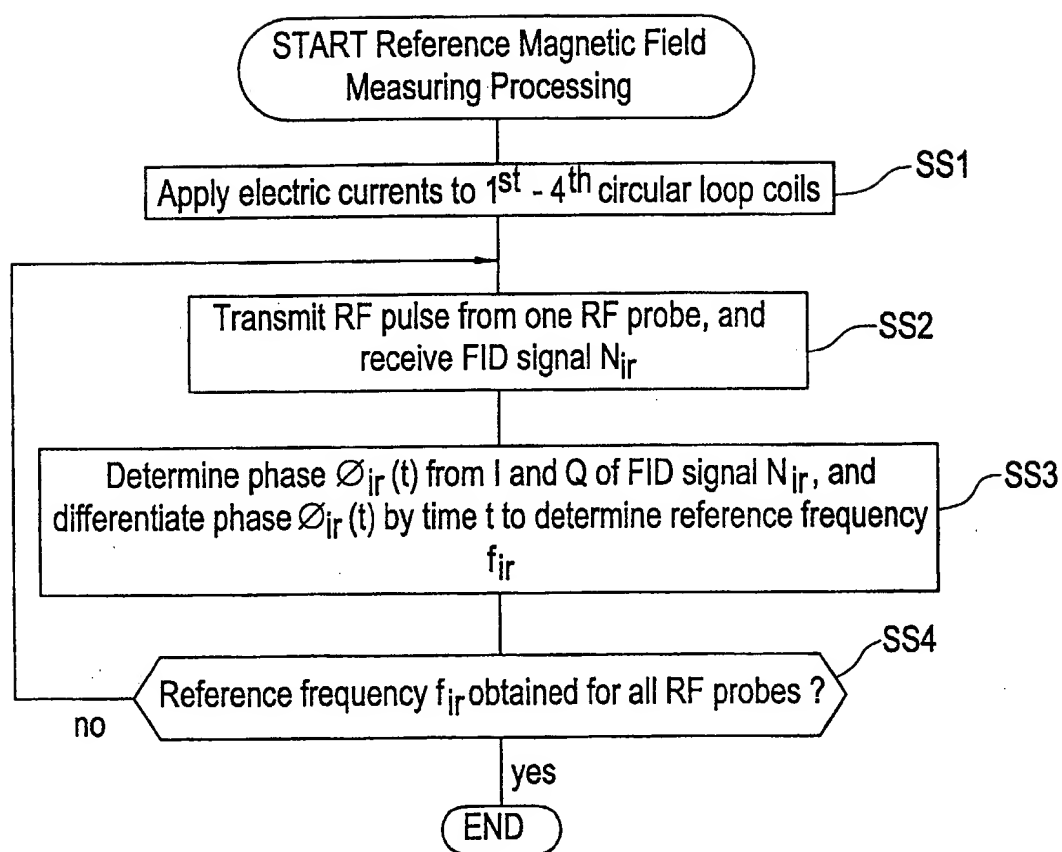 START Reference Magnetic Field
Measuring Processing
SS1
Apply electric currents to 1st - 4th circular loop coils
SS2
Transmit RF pulse from one RF probe, and
receive FID signal Nir
SS3
Determine phase ∅ir (t) from I and Q of FID signal Nir, and
differentiate phase ∅ir (t) by time t to determine reference frequency
fir
SS4
Reference frequency fir obtained for all RF probes ?
no
yes
END